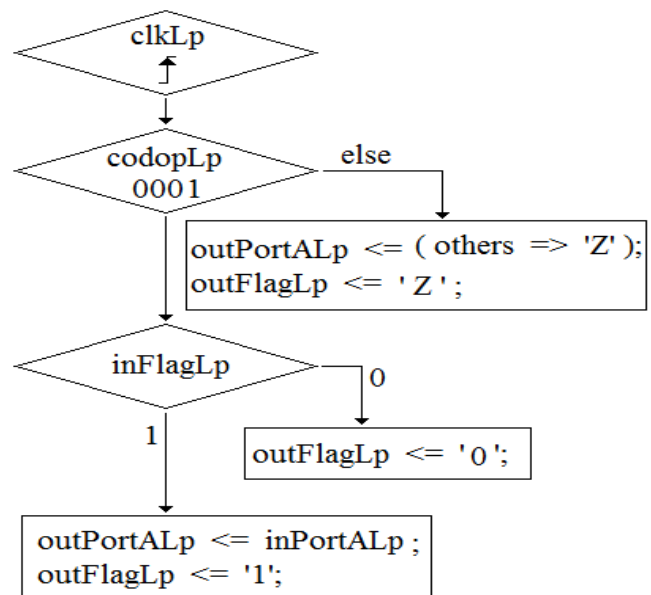 clkLp
codopLp
0001
else
outPortALp <= ( others => 'Z' );
outFlagLp <= ' Z ' ;
inFlagLp
0
1
outFlagLp <= ' 0 ';
outPortALp <= inPortALp ;
outFlagLp <= '1';